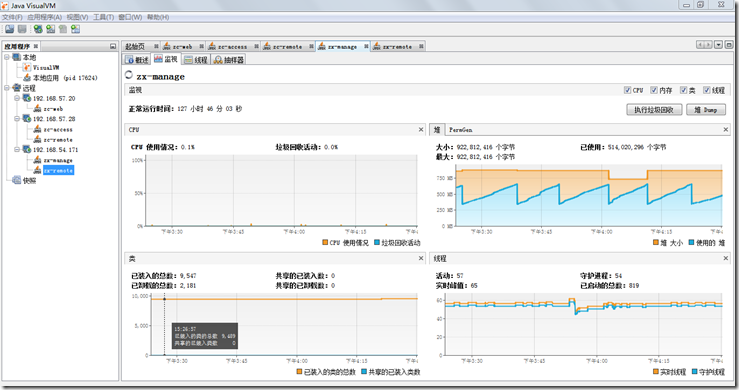 Java VisualVM
文件(F) 应用程序(A) 视图(V) 工具(T) 窗口(W) 帮助(H)
应用程序
本地
VisualVM
本地应用 (pid 17624)
远程
192.168.57.20
zc-web
192.168.57.28
zc-access
zc-remote
192.168.54.171
zx-manage
zx-remote
快照
起始页 zc-web zc-access zc-remote zx-manage zx-remote
概述 监视 线程 抽样器
zx-manage
监视 CPU 内存 类 线程
正常运行时间: 127 小时 46 分 03 秒 执行垃圾回收 堆 Dump
CPU
CPU 使用情况: 0.1% 垃圾回收活动: 0.0%
100%
50%
0%
下午3:30 下午3:45 下午4:00 下午4:15
CPU 使用情况 垃圾回收活动
堆 PermGen
大小: 922,812,416 个字节 已使用: 514,020,296 个字节
最大: 922,812,416 个字节
750 MB
500 MB
250 MB
0 MB
下午3:30 下午3:45 下午4:00 下午4:15
堆 大小 使用的 堆
类
已装入的总数: 9,547 共享的已装入数: 0
已卸载的总数: 2,181 共享的已卸载数: 0
10,000
5,000
0
15:26:57
已装入的类的总数 9,489
共享的已装入类数 0
下午3:30 下午3:45 下午4:00 下午4:15
已装入的类的总数 共享的已装入类数
线程
活动: 57 守护进程: 54
实时峰值: 65 已启动的总数: 819
60
40
20
0
下午3:30 下午3:45 下午4:00 下午4:15
实时线程 守护线程